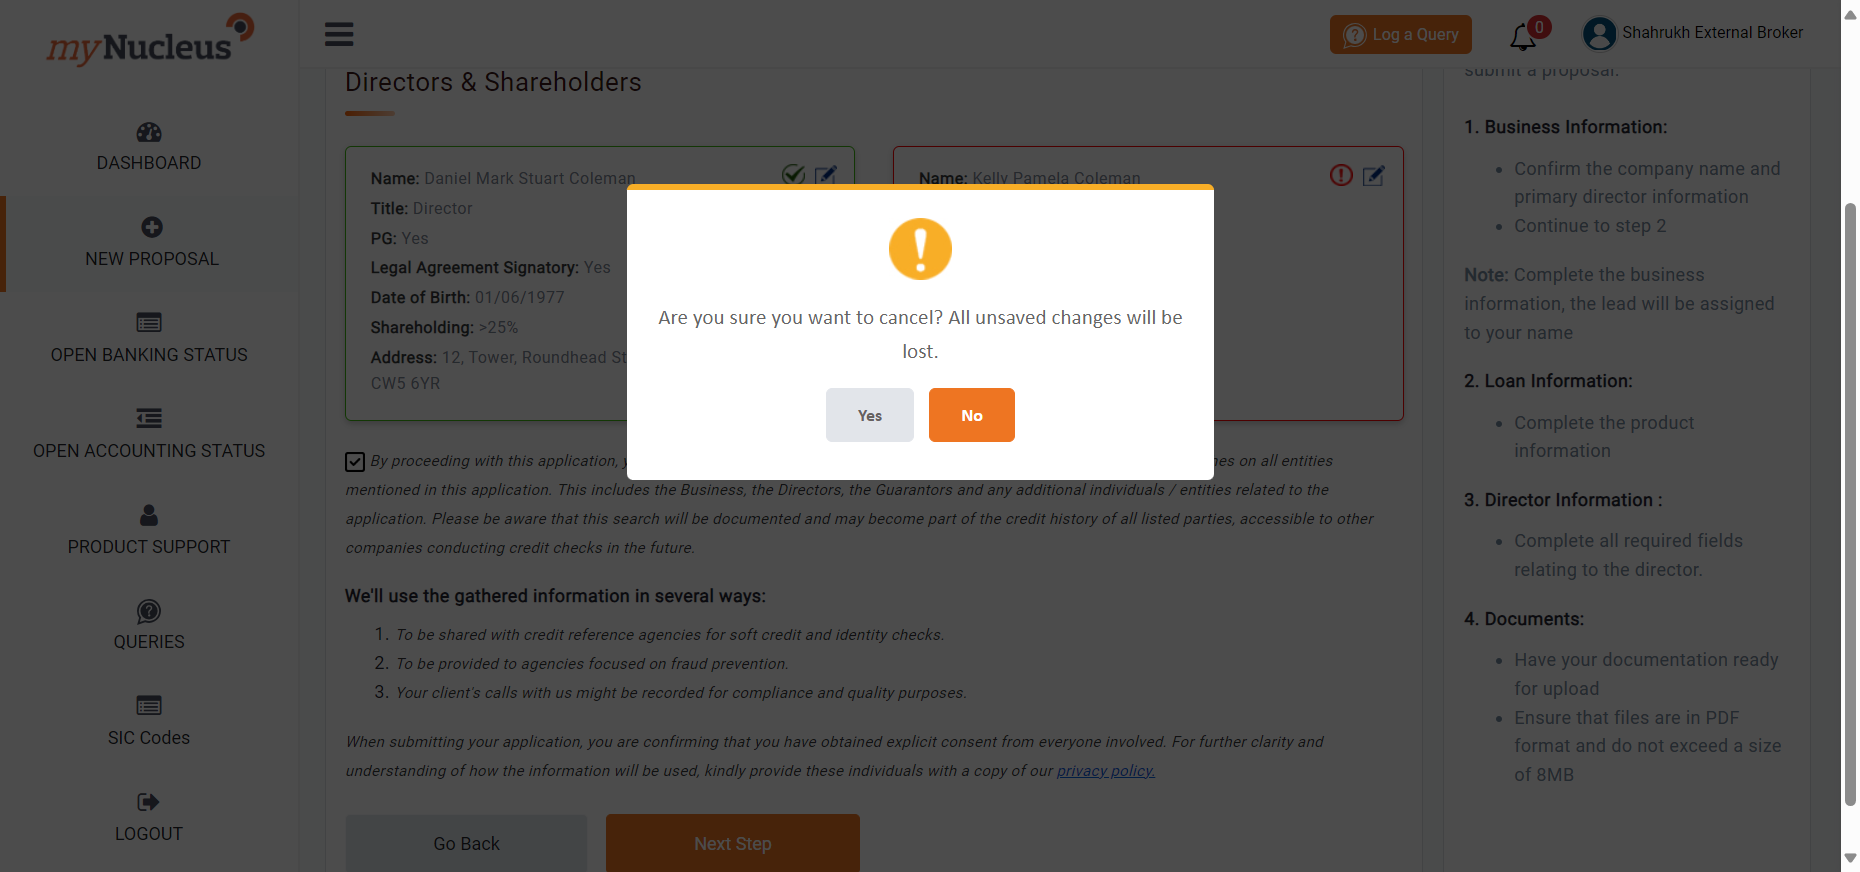 myNucleus
DASHBOARD
NEW PROPOSAL
OPEN BANKING STATUS
OPEN ACCOUNTING STATUS
PRODUCT SUPPORT
QUERIES
SIC Codes
LOGOUT
Log a Query
0
Shahrukh External Broker
Directors & Shareholders
Name: Daniel Mark Stuart Coleman
Title: Director
PG: Yes
Legal Agreement Signatory: Yes
Date of Birth: 01/06/1977
Shareholding: >25%
Address: 12, Tower, Roundhead St
CW5 6YR
Name: Kelly Pamela Coleman
Are you sure you want to cancel? All unsaved changes will be
lost.
Yes
No
By proceeding with this application, es on all entities
mentioned in this application. This includes the Business, the Directors, the Guarantors and any additional individuals / entities related to the
application. Please be aware that this search will be documented and may become part of the credit history of all listed parties, accessible to other
companies conducting credit checks in the future.
We'll use the gathered information in several ways:
1. To be shared with credit reference agencies for soft credit and identity checks.
2. To be provided to agencies focused on fraud prevention.
3. Your client's calls with us might be recorded for compliance and quality purposes.
When submitting your application, you are confirming that you have obtained explicit consent from everyone involved. For further clarity and
understanding of how the information will be used, kindly provide these individuals with a copy of our privacy policy.
Go Back
Next Step
submit a proposal.
1. Business Information:
• Confirm the company name and
primary director information
• Continue to step 2
Note: Complete the business
information, the lead will be assigned
to your name
2. Loan Information:
• Complete the product
information
3. Director Information :
• Complete all required fields
relating to the director.
4. Documents:
• Have your documentation ready
for upload
• Ensure that files are in PDF
format and do not exceed a size
of 8MB